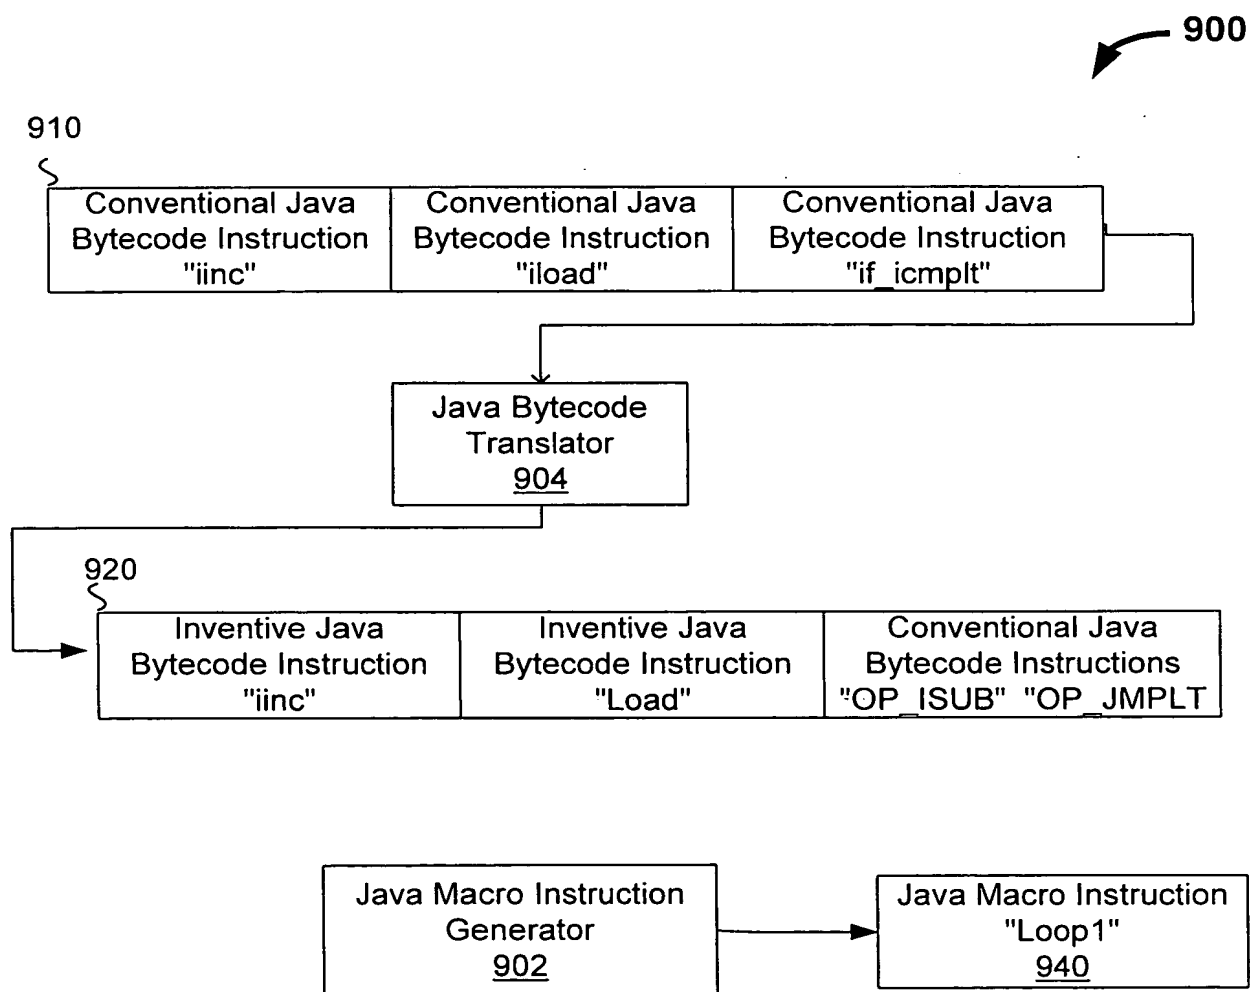 900
910
Conventional Java
Bytecode Instruction
"iinc"
Conventional Java
Bytecode Instruction
"iload"
Conventional Java
Bytecode Instruction
"if_icmplt"
Java Bytecode
Translator
904
920
Inventive Java
Bytecode Instruction
"iinc"
Inventive Java
Bytecode Instruction
"Load"
Conventional Java
Bytecode Instructions
"OP_ISUB" "OP_JMPLT
Java Macro Instruction
Generator
902
Java Macro Instruction
"Loop1"
940